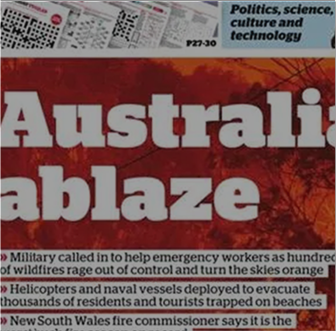 Politics, science,
culture and
technology
P27-30
Australi
ablaze
» Military called in to help emergency workers as hundred
of wildfires rage out of control and turn the skies orange
» Helicopters and naval vessels deployed to evacuate
thousands of residents and tourists trapped on beaches
» New South Wales fire commissioner says it is the